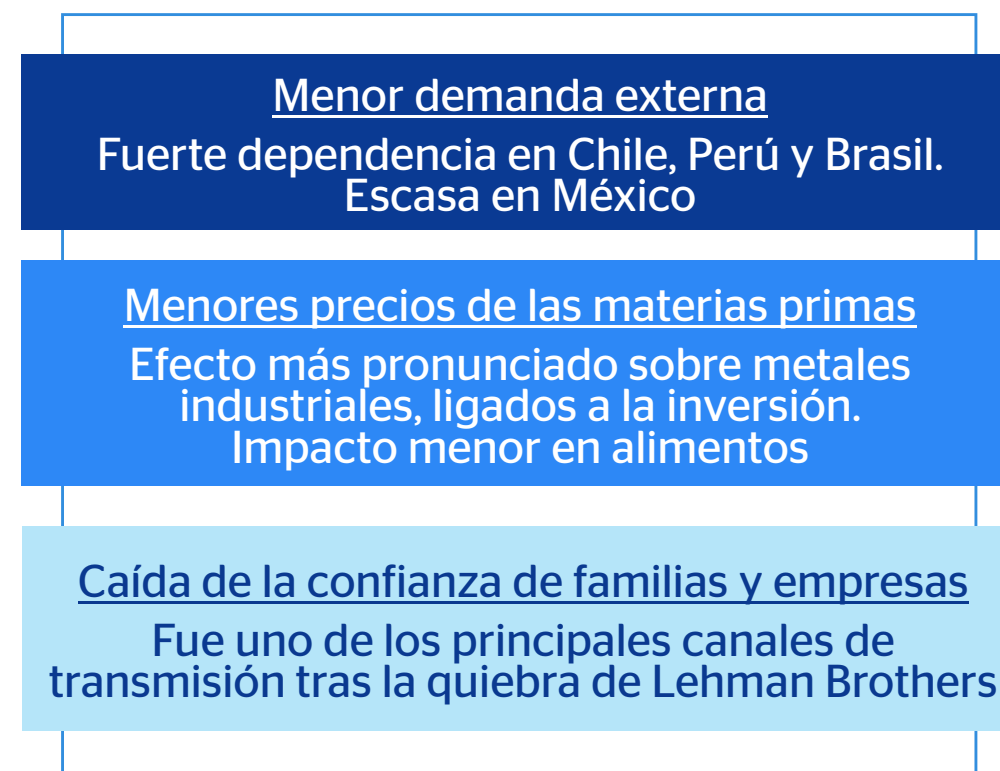 Menor demanda externa
Fuerte dependencia en Chile, Perú y Brasil.
Escasa en México
Menores precios de las materias primas
Efecto más pronunciado sobre metales
industriales, ligados a la inversión.
Impacto menor en alimentos
Caída de la confianza de familias y empresas
Fue uno de los principales canales de
transmisión tras la quiebra de Lehman Brothers